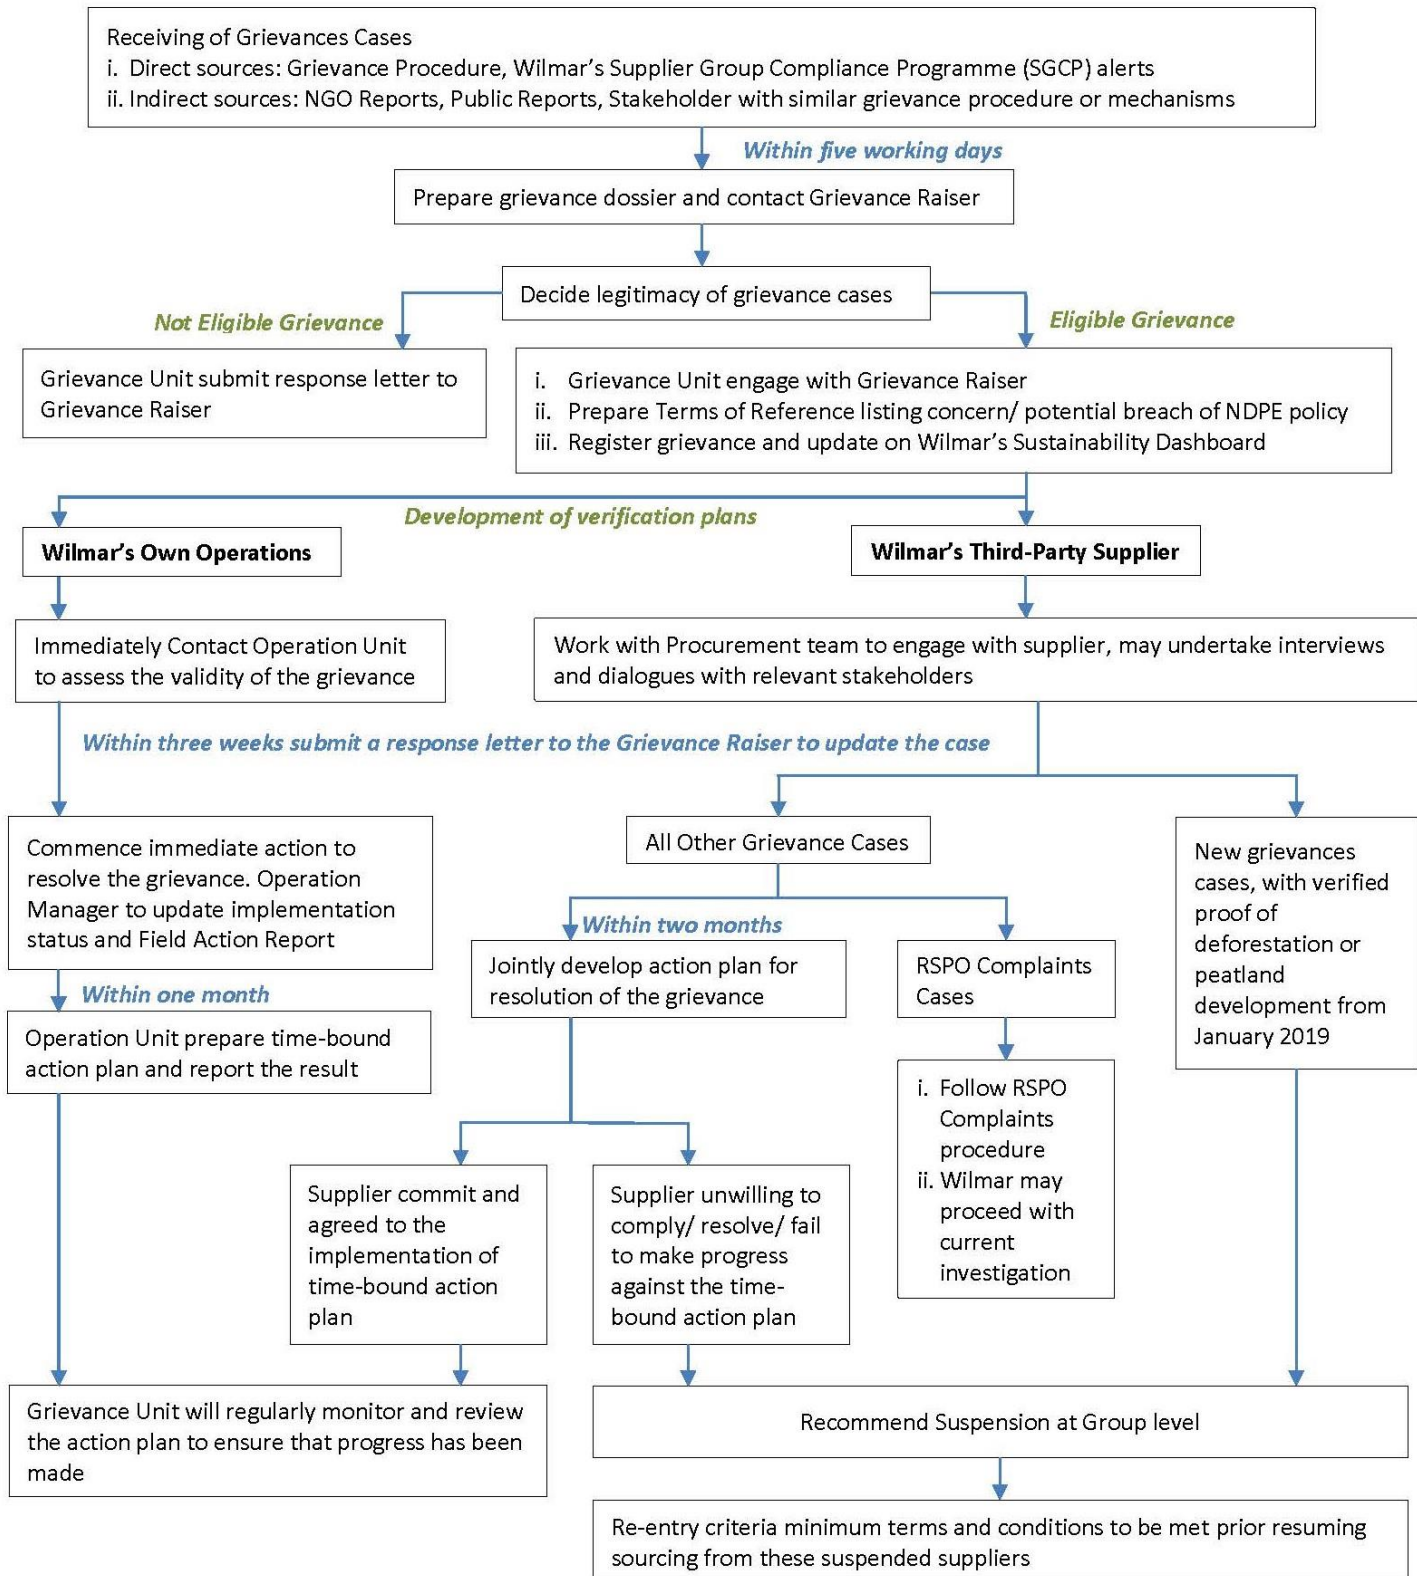 Receiving of Grievances Cases
i. Direct sources: Grievance Procedure, Wilmar's Supplier Group Compliance Programme (SGCP) alerts
ii. Indirect sources: NGO Reports, Public Reports, Stakeholder with similar grievance procedure or mechanisms
Within five working days
Prepare grievance dossier and contact Grievance Raiser
Decide legitimacy of grievance cases
Not Eligible Grievance
Eligible Grievance
Grievance Unit submit response letter to
Grievance Raiser
i. Grievance Unit engage with Grievance Raiser
ii. Prepare Terms of Reference listing concern/ potential breach of NDPE policy
iii. Register grievance and update on Wilmar's Sustainability Dashboard
Development of verification plans
Wilmar's Own Operations
Wilmar's Third-Party Supplier
Immediately Contact Operation Unit
to assess the validity of the grievance
Work with Procurement team to engage with supplier, may undertake interviews
and dialogues with relevant stakeholders
Within three weeks submit a response letter to the Grievance Raiser to update the case
Commence immediate action to
resolve the grievance. Operation
Manager to update implementation
status and Field Action Report
All Other Grievance Cases
New grievances
cases, with verified
proof of
deforestation or
peatland
development from
January 2019
Within two months
Jointly develop action plan for
resolution of the grievance
RSPO Complaints
Cases
Within one month
Operation Unit prepare time-bound
action plan and report the result
i. Follow RSPO
Complaints
procedure
ii. Wilmar may
proceed with
current
investigation
Supplier commit and
agreed to the
implementation of
time-bound action
plan
Supplier unwilling to
comply/ resolve/ fail
to make progress
against the time-
bound action plan
Grievance Unit will regularly monitor and review
the action plan to ensure that progress has been
made
Recommend Suspension at Group level
Re-entry criteria minimum terms and conditions to be met prior resuming
sourcing from these suspended suppliers